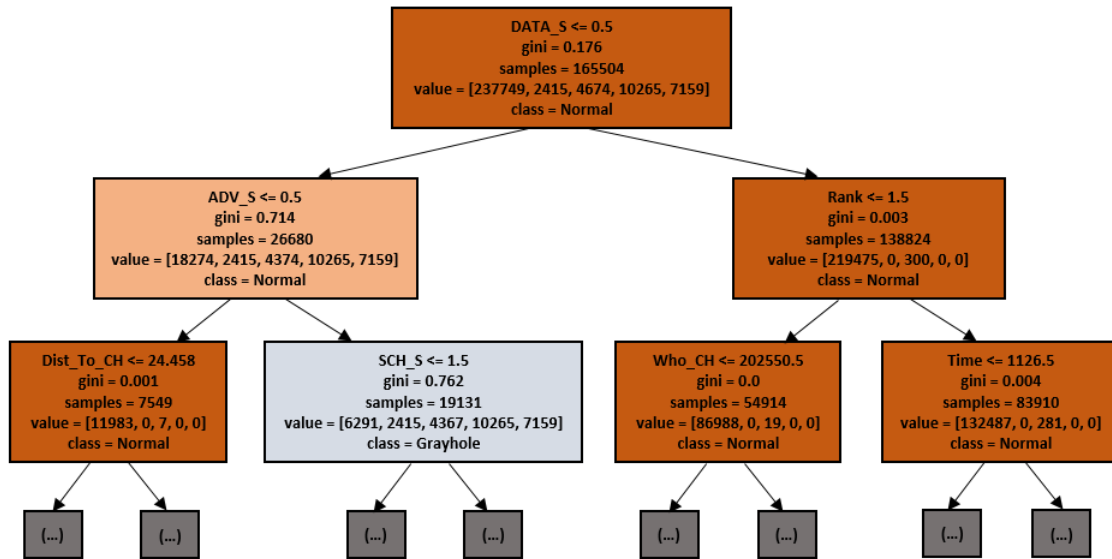 DATA_S <= 0.5
gini = 0.176
samples = 165504
value = [237749, 2415, 4674, 10265, 7159]
class = Normal
ADV_S <= 0.5
gini = 0.714
samples = 26680
value = [18274, 2415, 4374, 10265, 7159]
class = Normal
Rank <= 1.5
gini = 0.003
samples = 138824
value = [219475, 0, 300, 0, 0]
class = Normal
Dist_To_CH <= 24.458
gini = 0.001
samples = 7549
value = [11983, 0, 7, 0, 0]
class = Normal
SCH_S <= 1.5
gini = 0.762
samples = 19131
value = [6291, 2415, 4367, 10265, 7159]
class = Grayhole
Who_CH <= 202550.5
gini = 0.0
samples = 54914
value = [86988, 0, 19, 0, 0]
class = Normal
Time <= 1126.5
gini = 0.004
samples = 83910
value = [132487, 0, 281, 0, 0]
class = Normal
(...)
(...)
(...)
(...)
(...)
(...)
(...)
(...)